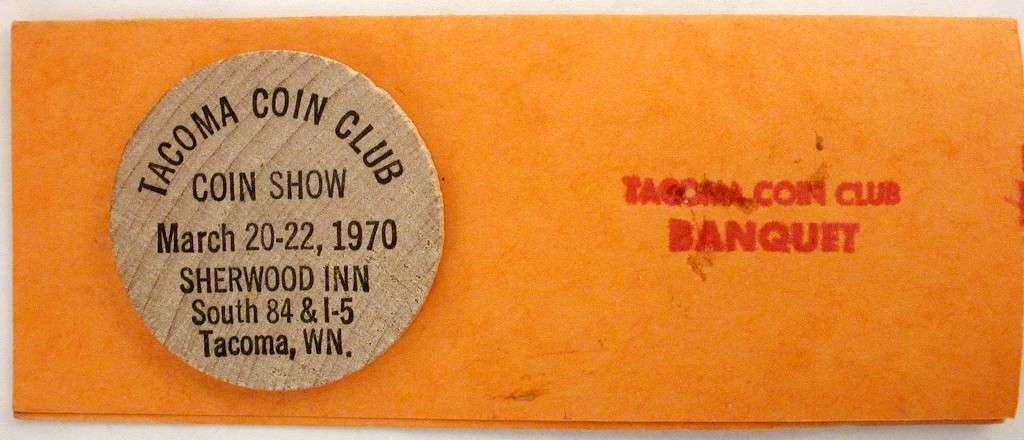 TACOMA COIN CLUB
COIN SHOW
March 20-22, 1970
SHERWOOD INN
South 84 & I-5
Tacoma, WN.
TACOMA COIN CLUB
BANQUET